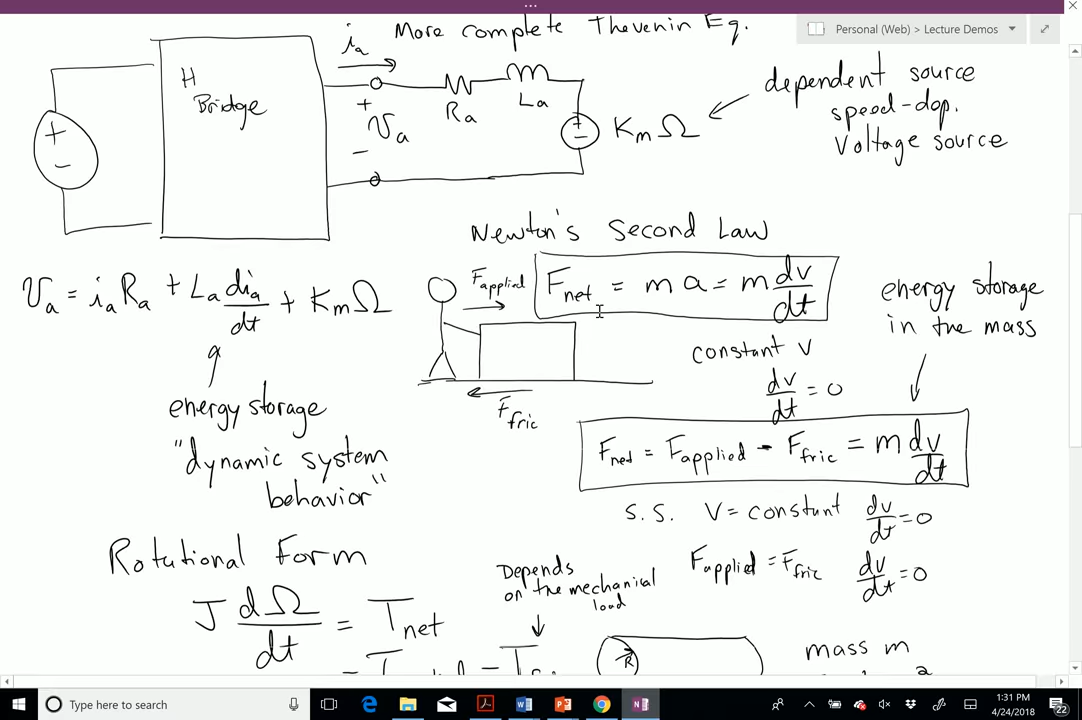 More complete Thevenin Eq.
Personal (Web) > Lecture Demos
H
Bridge
ia
+
Va
−
Ra
La
+
−
KmΩ
+
−
dependent source
speed-dep.
Voltage source
Newton's Second Law
Fapplied
Fnet = ma = m dv/dt
Va = iaRa + La dia/dt + KmΩ
energy storage
in the mass
constant v
dv/dt = 0
Ffric
energy storage
"dynamic system
behavior"
Fnet = Fapplied - Ffric = m dv/dt
s.s. V = constant dv/dt = 0
Fapplied = Ffric dv/dt = 0
Rotational Form
Depends
on the mechanical
load
J dΩ/dt = Tnet
R
mass m
Type here to search
1:31 PM
4/24/2018
22